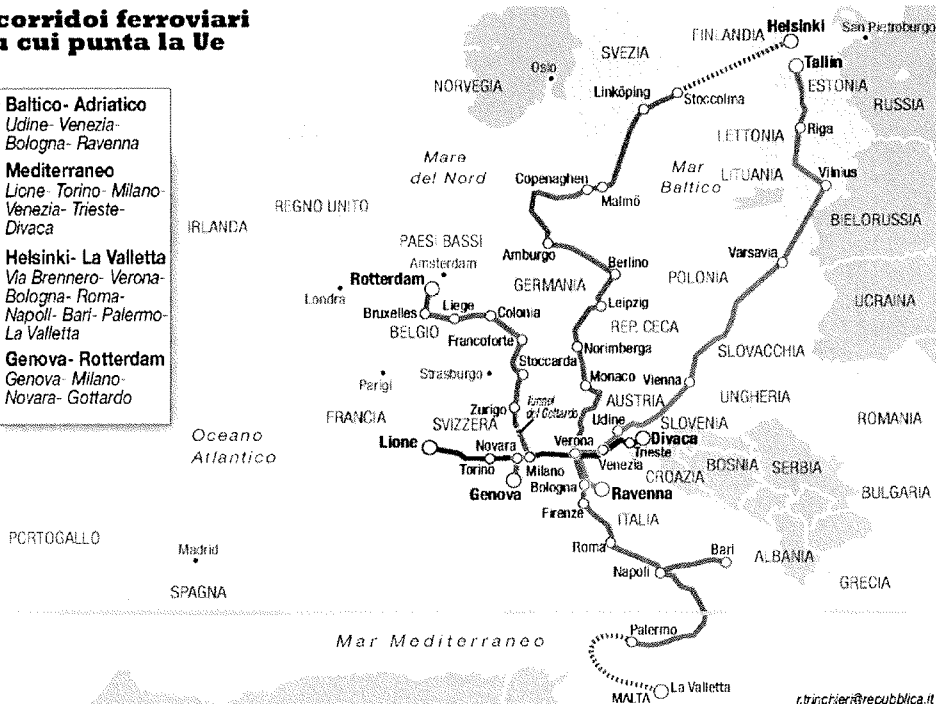 corridoi ferroviari
u cui punta la Ue
Baltico- Adriatico
Udine- Venezia-
Bologna- Ravenna
Mediterraneo
Lione- Torino- Milano-
Venezia- Trieste-
Divaca
Helsinki- La Valletta
Via Brennero- Verona-
Bologna- Roma-
Napoli- Bari- Palermo-
La Valletta
Genova- Rotterdam
Genova- Milano-
Novara- Gottardo
Helsinki
San Pietroburgo
FINLANDIA
SVEZIA
Tallin
Oslo
NORVEGIA
ESTONIA
Linköping
Stoccolma
RUSSIA
LETTONIA
Riga
Mare
del Nord
Mar
Baltico
LITUANIA
Vilnius
Copenaghen
Malmö
REGNO UNITO
IRLANDA
BIELORUSSIA
PAESI BASSI
Amburgo
Varsavia
Amsterdam
Berlino
POLONIA
Rotterdam
GERMANIA
Londra
UCRAINA
Bruxelles
Liege
Colonia
Leipzig
BELGIO
REP. CECA
Francoforte
Norimberga
SLOVACCHIA
Stoccarda
Parigi
Strasburgo
Monaco
Vienna
UNGHERIA
AUSTRIA
Tunnel
del Gottardo
Zurigo
FRANCIA
SVIZZERA
Udine
SLOVENIA
ROMANIA
Oceano
Atlantico
Lione
Novara
Verona
Divaca
Trieste
Torino
Milano
Venezia
CROAZIA
BOSNIA
SERBIA
Genova
Bologna
Ravenna
BULGARIA
Firenze
ITALIA
PORTOGALLO
Madrid
Roma
Bari
ALBANIA
Napoli
SPAGNA
GRECIA
Mar Mediterraneo
Palermo
MALTA
La Valletta
r.trinchieri@repubblica.it